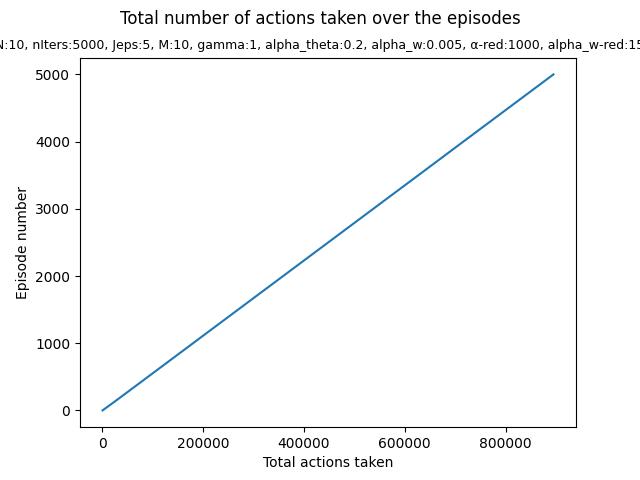 Total number of actions taken over the episodes
N:10, nIters:5000, Jeps:5, M:10, gamma:1, alpha_theta:0.2, alpha_w:0.005, α-red:1000, alpha_w-red:15
5000
4000
3000
2000
1000
0
Episode number
0 200000 400000 600000 800000
Total actions taken